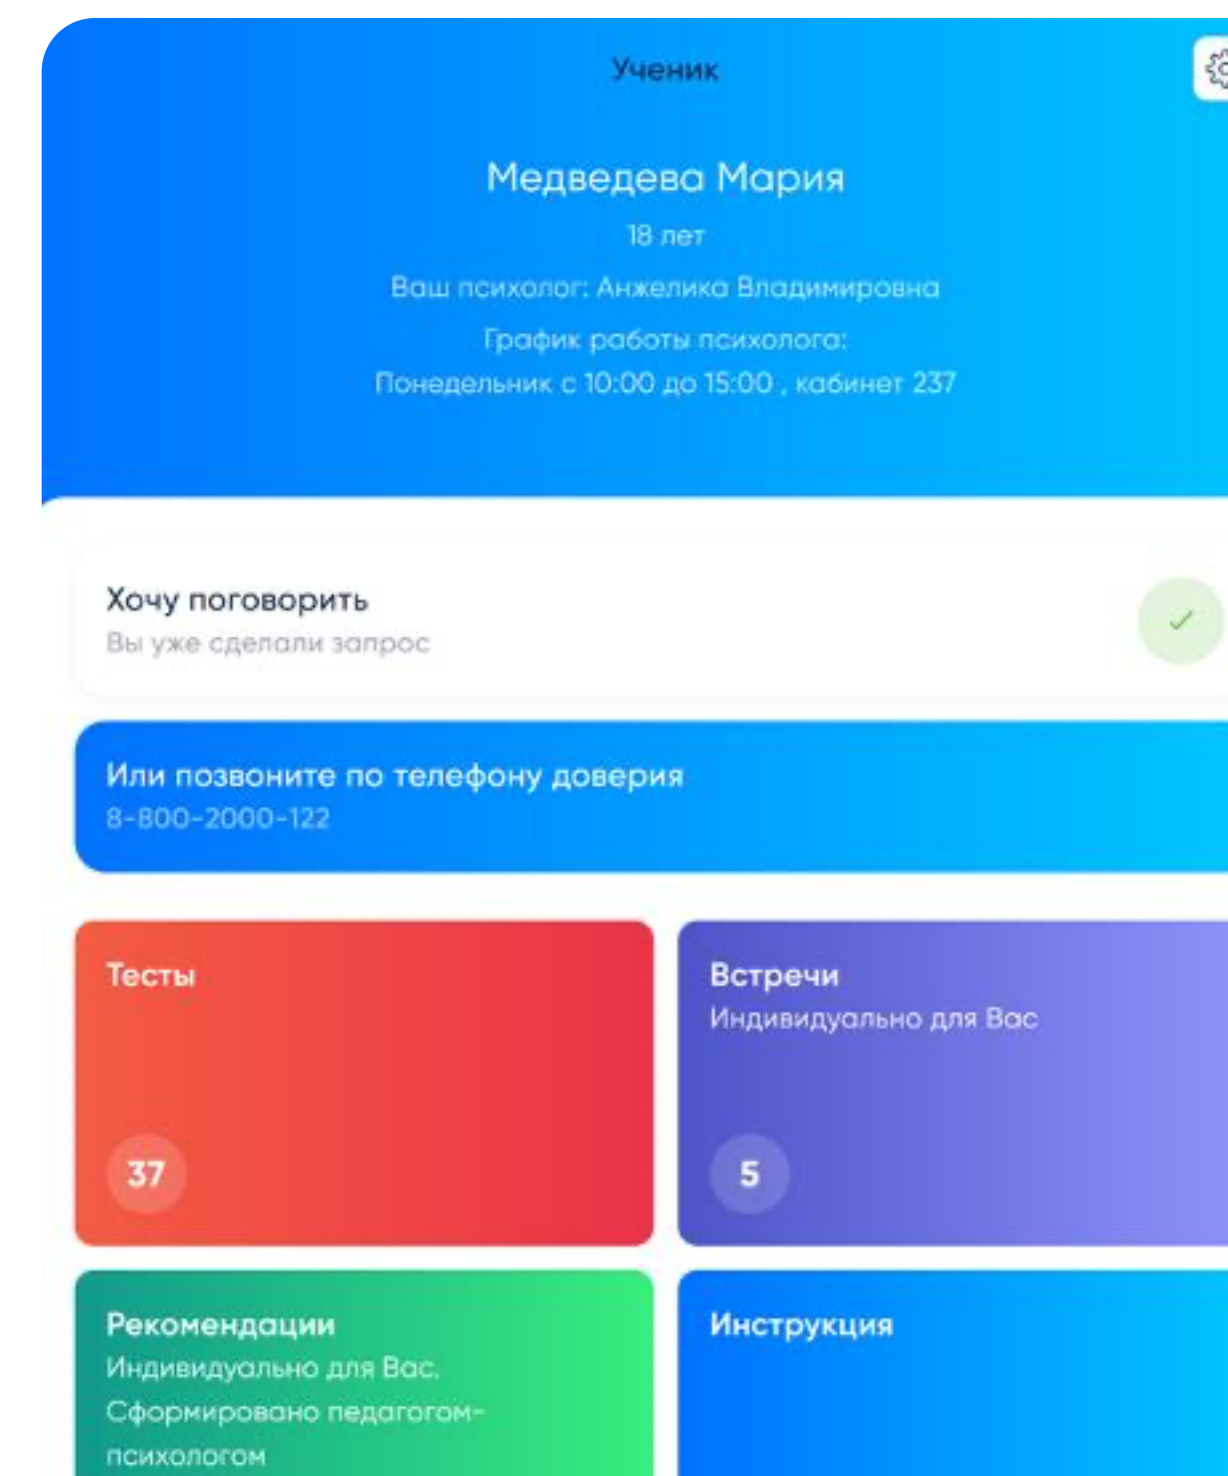 Ученик
Медведева Мария
18 лет
Ваш психолог: Анжелика Владимировна
График работы психолога:
Понедельник с 10:00 до 15:00 , кабинет 237
Хочу поговорить
Вы уже сделали запрос
Или позвоните по телефону доверия
8-800-2000-122
Тесты
37
Встречи
Индивидуально для Вас
5
Рекомендации
Индивидуально для Вас.
Сформировано педагогом-
психологом
Инструкция